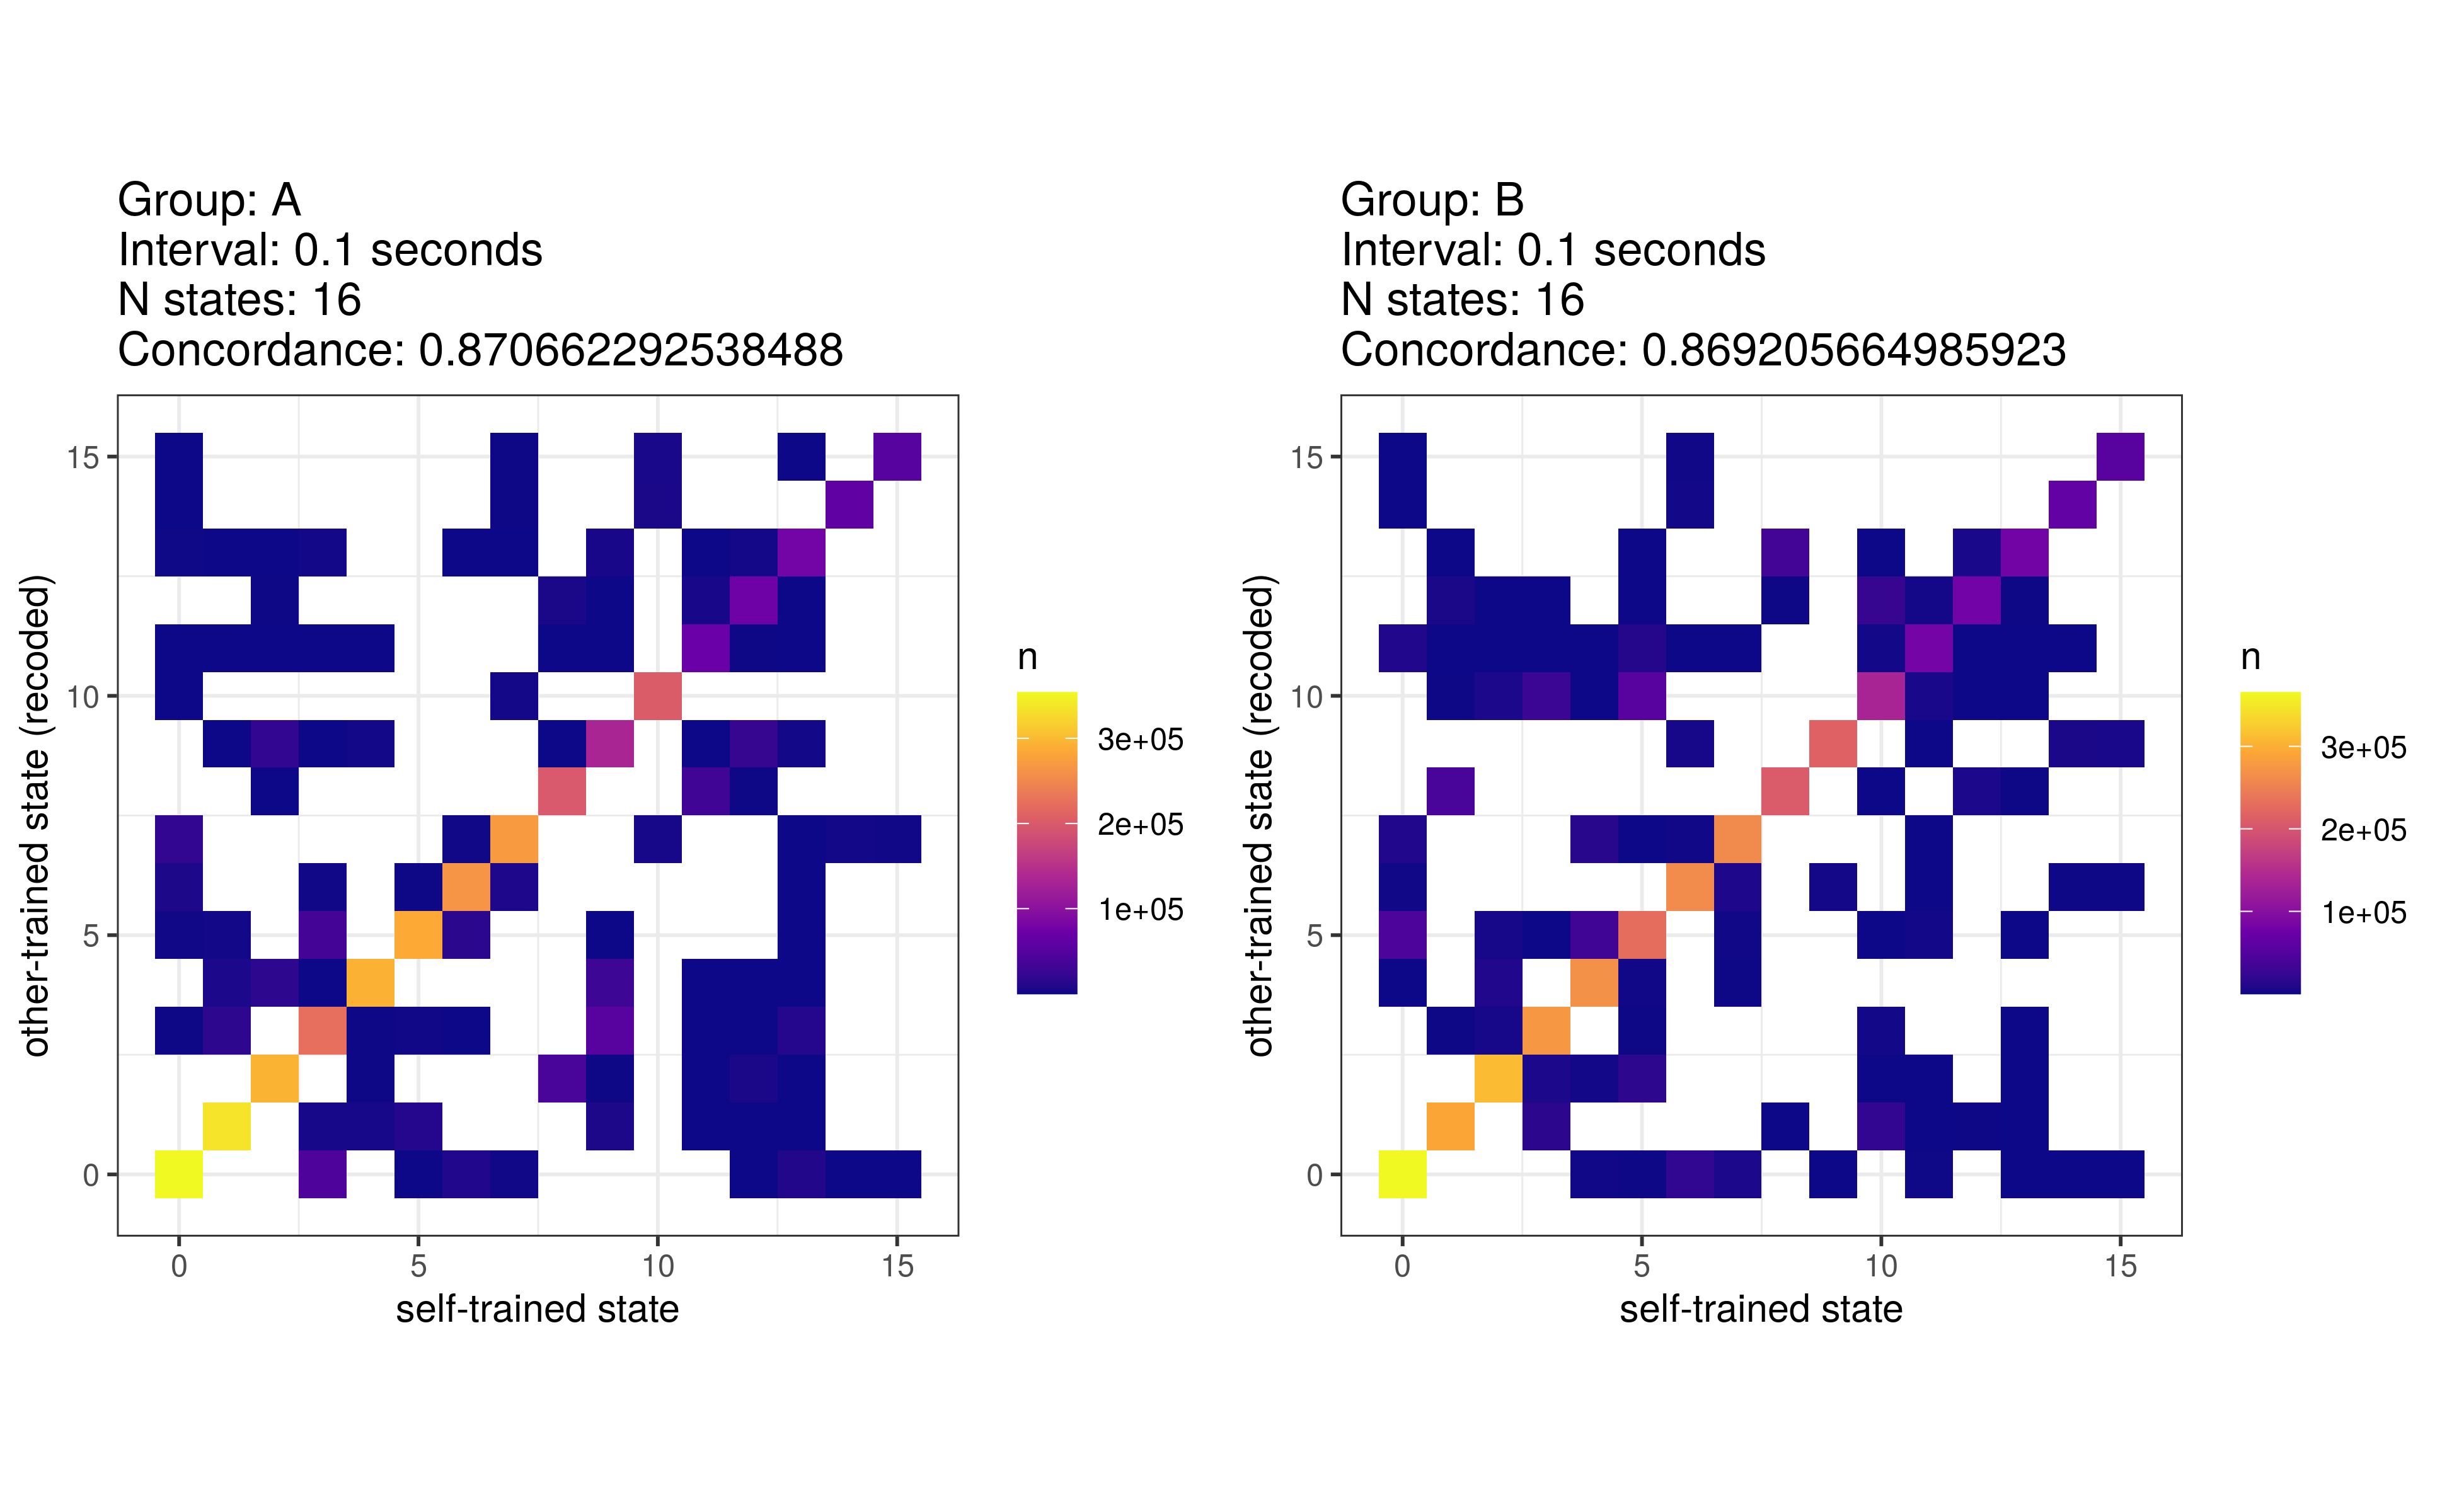 Group: A
Interval: 0.1 seconds
N states: 16
Concordance: 0.870662292538488
other-trained state (recoded)
15
10
5
0
0 5 10 15
self-trained state
n
3e+05
2e+05
1e+05
Group: B
Interval: 0.1 seconds
N states: 16
Concordance: 0.869205664985923
other-trained state (recoded)
15
10
5
0
0 5 10 15
self-trained state
n
3e+05
2e+05
1e+05